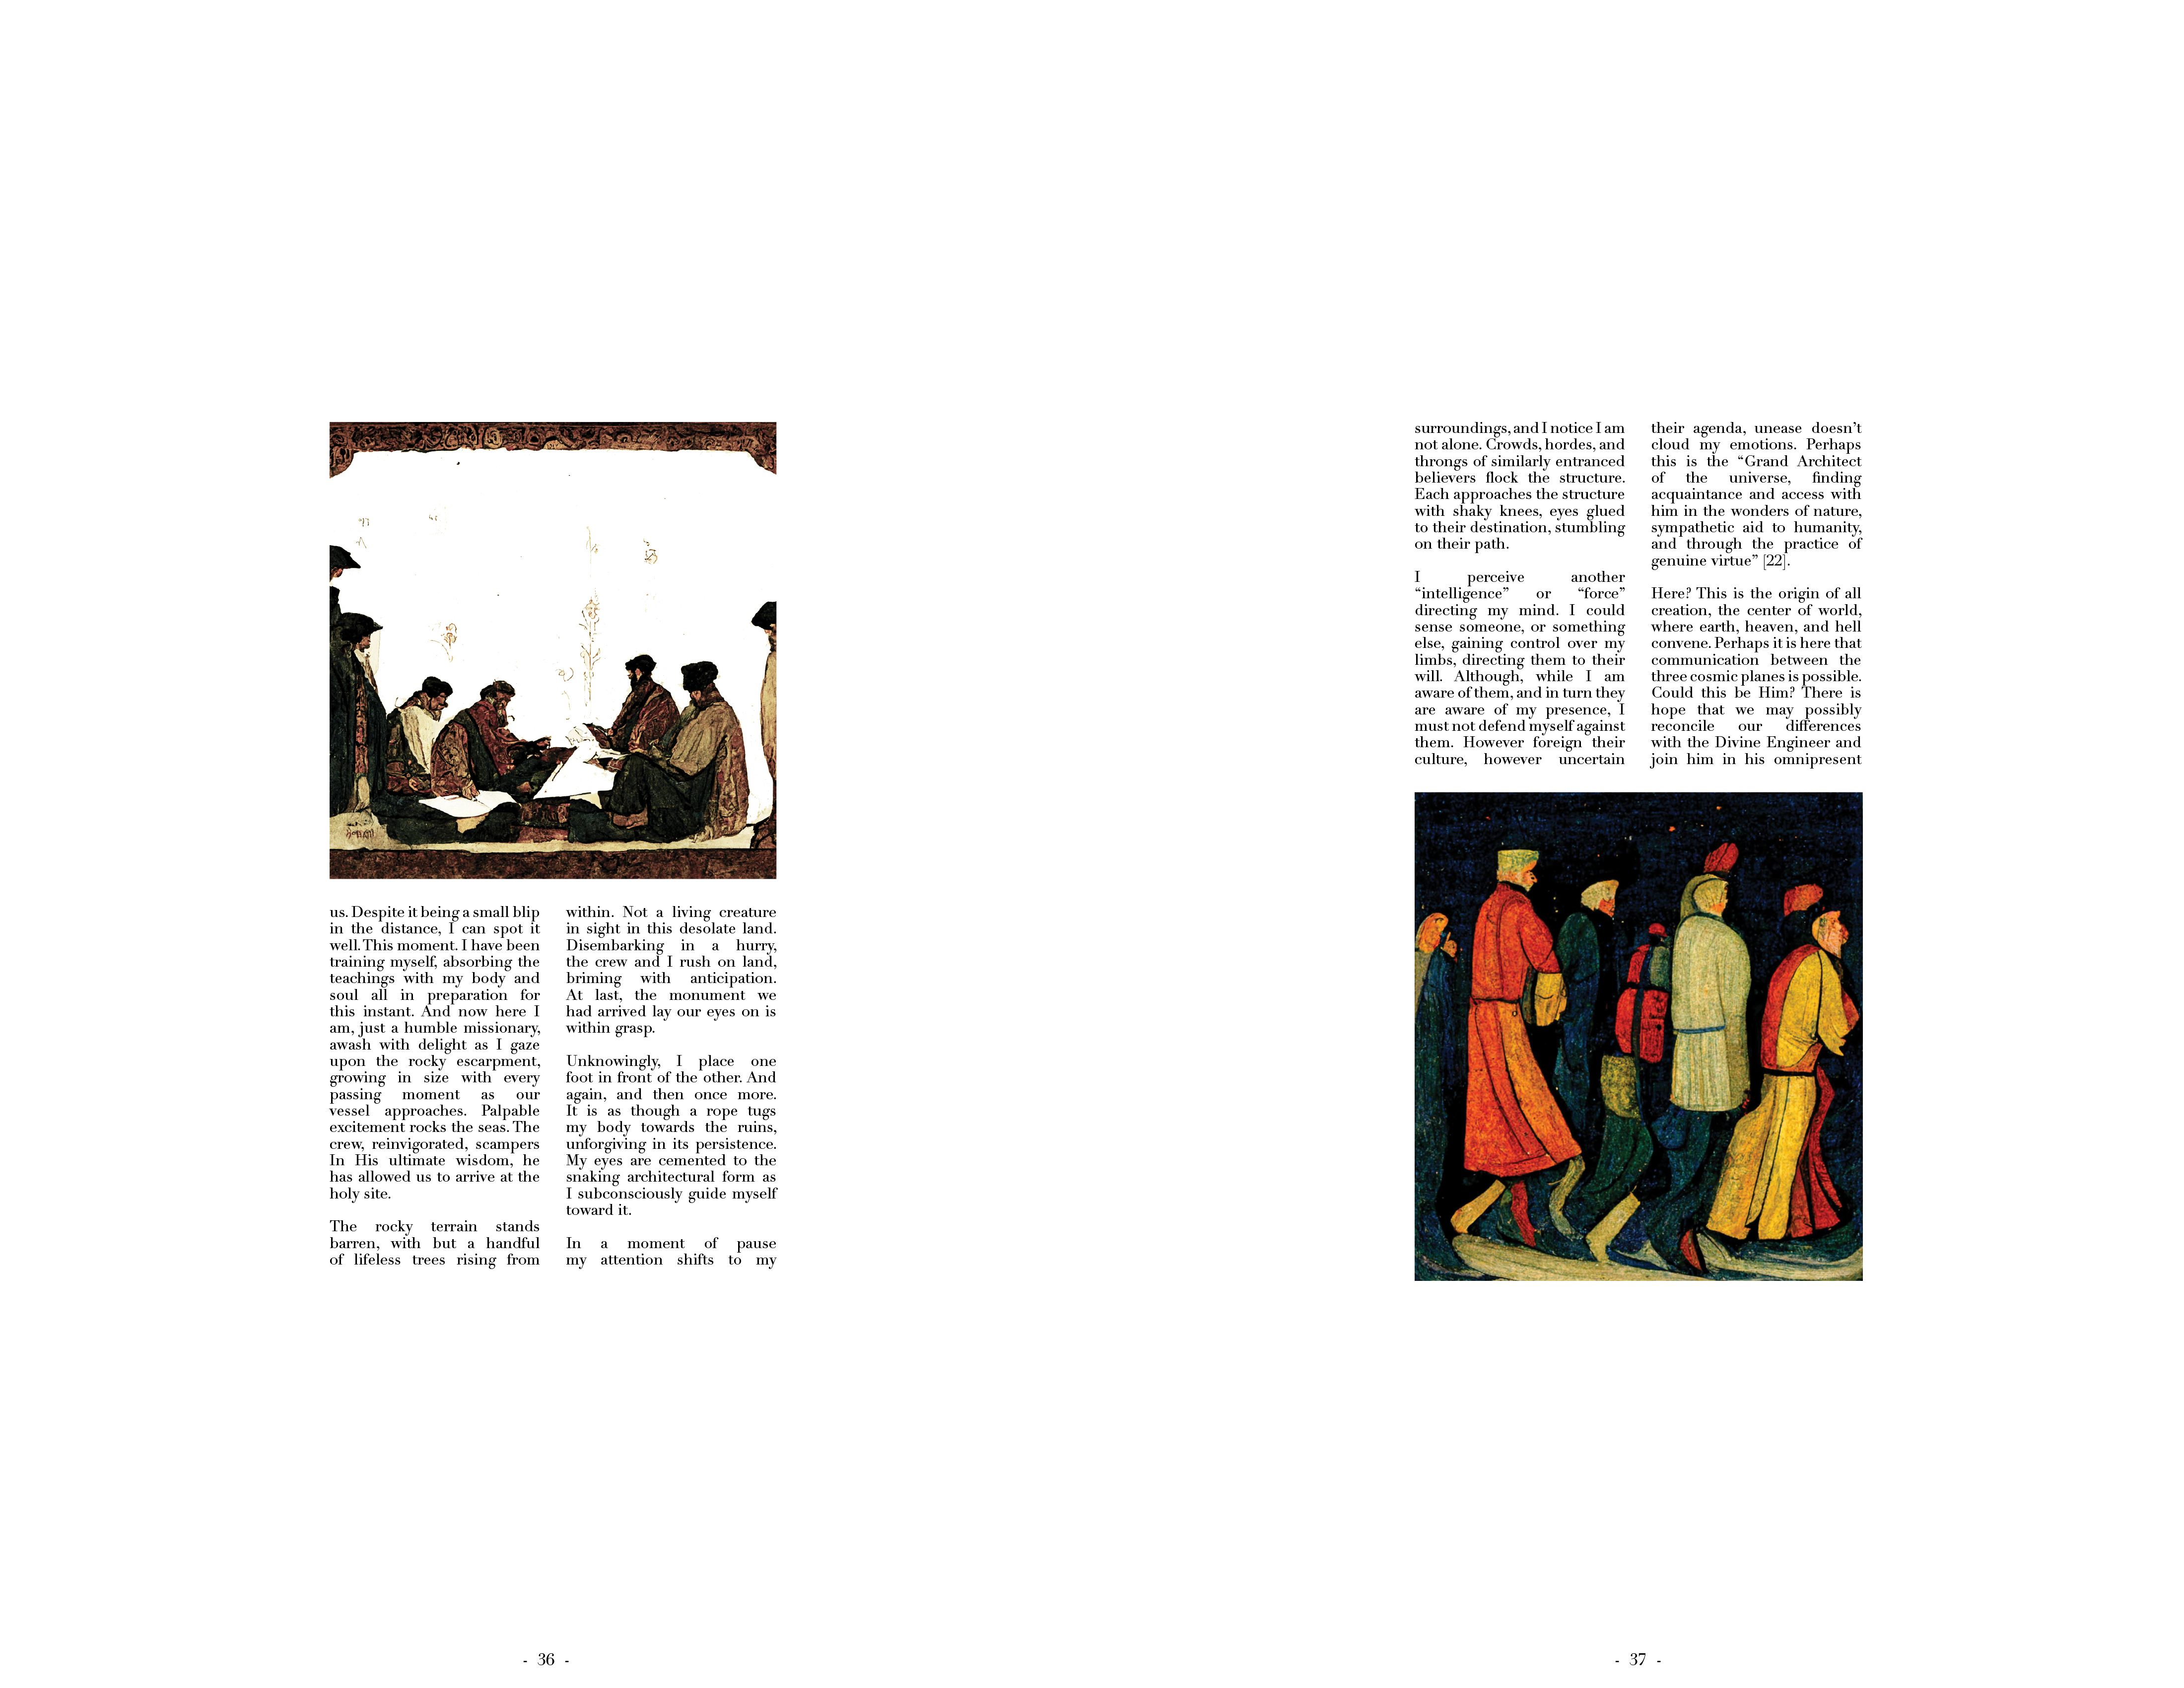 us. Despite it being a small blip
in the distance, I can spot it
well. This moment. I have been
training myself, absorbing the
teachings with my body and
soul all in preparation for
this instant. And now here I
am, just a humble missionary,
awash with delight as I gaze
upon the rocky escarpment,
growing in size with every
passing moment as our
vessel approaches. Palpable
excitement rocks the seas. The
crew, reinvigorated, scampers
In His ultimate wisdom, he
has allowed us to arrive at the
holy site.
The rocky terrain stands
barren, with but a handful
of lifeless trees rising from
within. Not a living creature
in sight in this desolate land.
Disembarking in a hurry,
the crew and I rush on land,
briming with anticipation.
At last, the monument we
had arrived lay our eyes on is
within grasp.
Unknowingly, I place one
foot in front of the other. And
again, and then once more.
It is as though a rope tugs
my body towards the ruins,
unforgiving in its persistence.
My eyes are cemented to the
snaking architectural form as
I subconsciously guide myself
toward it.
In a moment of pause
my attention shifts to my
- 36 -
surroundings, and I notice I am
not alone. Crowds, hordes, and
throngs of similarly entranced
believers flock the structure.
Each approaches the structure
with shaky knees, eyes glued
to their destination, stumbling
on their path.
I perceive another
“intelligence” or “force”
directing my mind. I could
sense someone, or something
else, gaining control over my
limbs, directing them to their
will. Although, while I am
aware of them, and in turn they
are aware of my presence, I
must not defend myself against
them. However foreign their
culture, however uncertain
their agenda, unease doesn’t
cloud my emotions. Perhaps
this is the “Grand Architect
of the universe, finding
acquaintance and access with
him in the wonders of nature,
sympathetic aid to humanity,
and through the practice of
genuine virtue” [22].
Here? This is the origin of all
creation, the center of world,
where earth, heaven, and hell
convene. Perhaps it is here that
communication between the
three cosmic planes is possible.
Could this be Him? There is
hope that we may possibly
reconcile our differences
with the Divine Engineer and
join him in his omnipresent
- 37 -